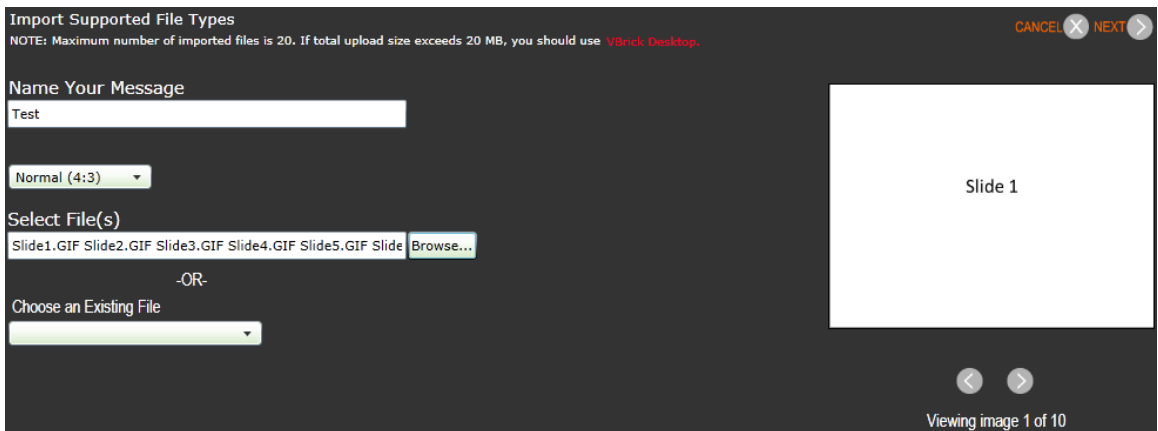 Import Supported File Types
CANCEL NEXT
NOTE: Maximum number of imported files is 20. If total upload size exceeds 20 MB, you should use VBrick Desktop.
Name Your Message
Test
Normal (4:3)
Select File(s)
Slide1.GIF Slide2.GIF Slide3.GIF Slide4.GIF Slide5.GIF Slide Browse...
-OR-
Choose an Existing File
Slide 1
Viewing image 1 of 10